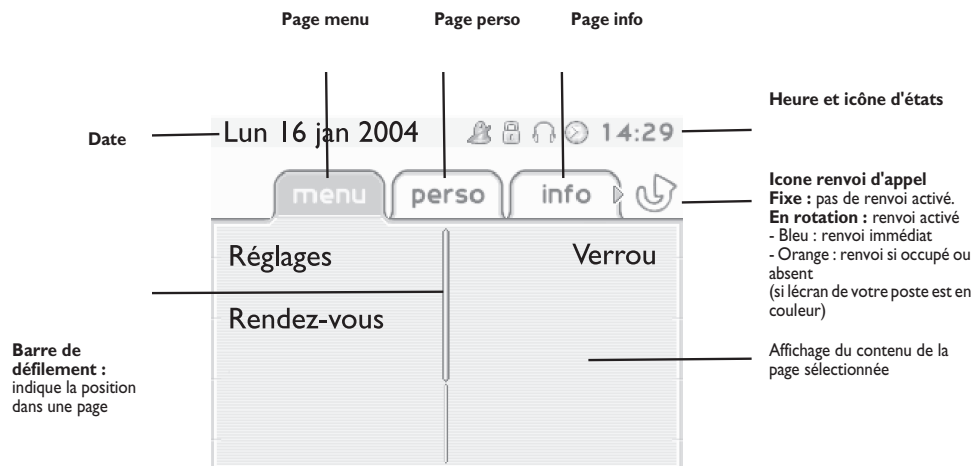 Page menu
Page perso
Page info
Heure et icône d'états
Date
Lun 16 jan 2004
14:29
menu
perso
info
Icone renvoi d'appel
Fixe : pas de renvoi activé.
En rotation : renvoi activé
- Bleu : renvoi immédiat
- Orange : renvoi si occupé ou
absent
(si lécran de votre poste est en
couleur)
Réglages
Verrou
Rendez-vous
Barre de
défilement :
indique la position
dans une page
Affichage du contenu de la
page sélectionnée